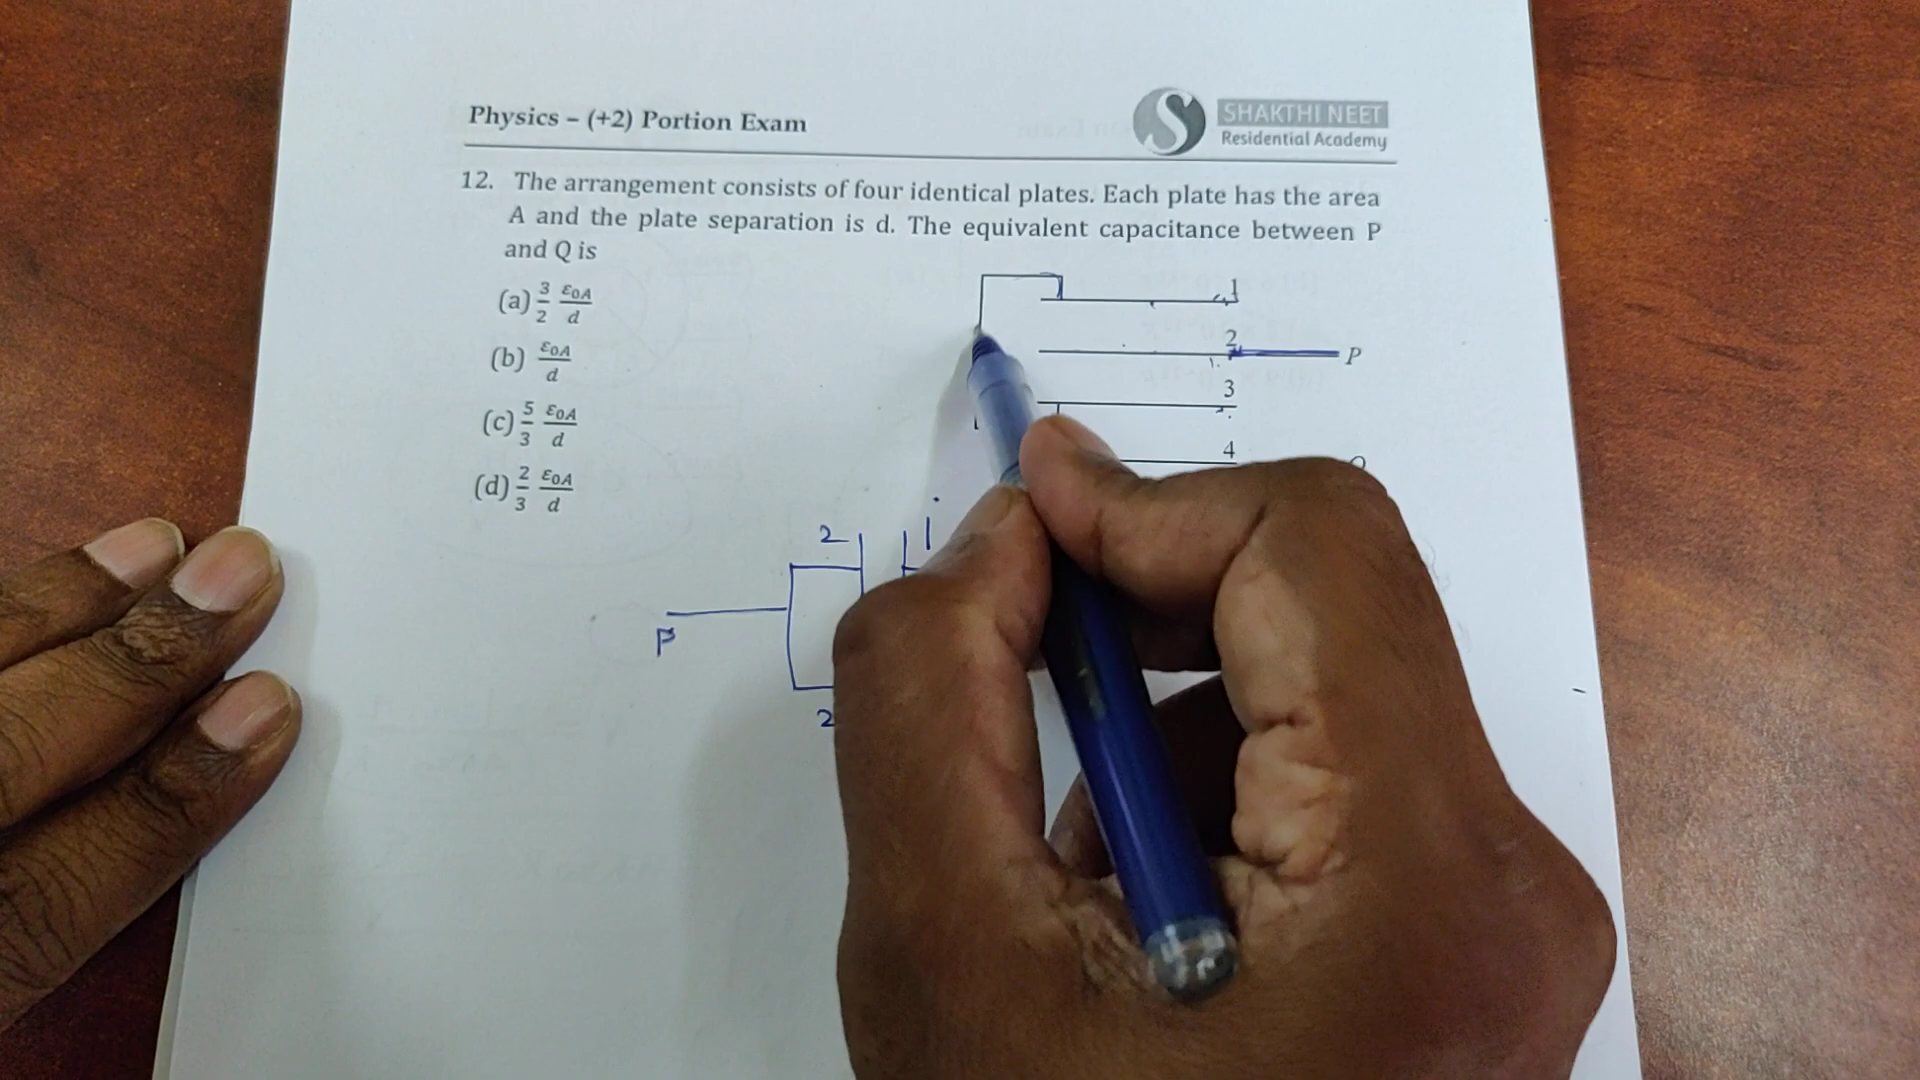 Physics – (+2) Portion Exam
SHAKTHI NEET
Residential Academy
12. The arrangement consists of four identical plates. Each plate has the area
A and the plate separation is d. The equivalent capacitance between P
and Q is
(a) 3/2 ε₀A/d
(b) ε₀A/d
(c) 5/3 ε₀A/d
(d) 2/3 ε₀A/d
1
2
P
3
4
2
1
P
2